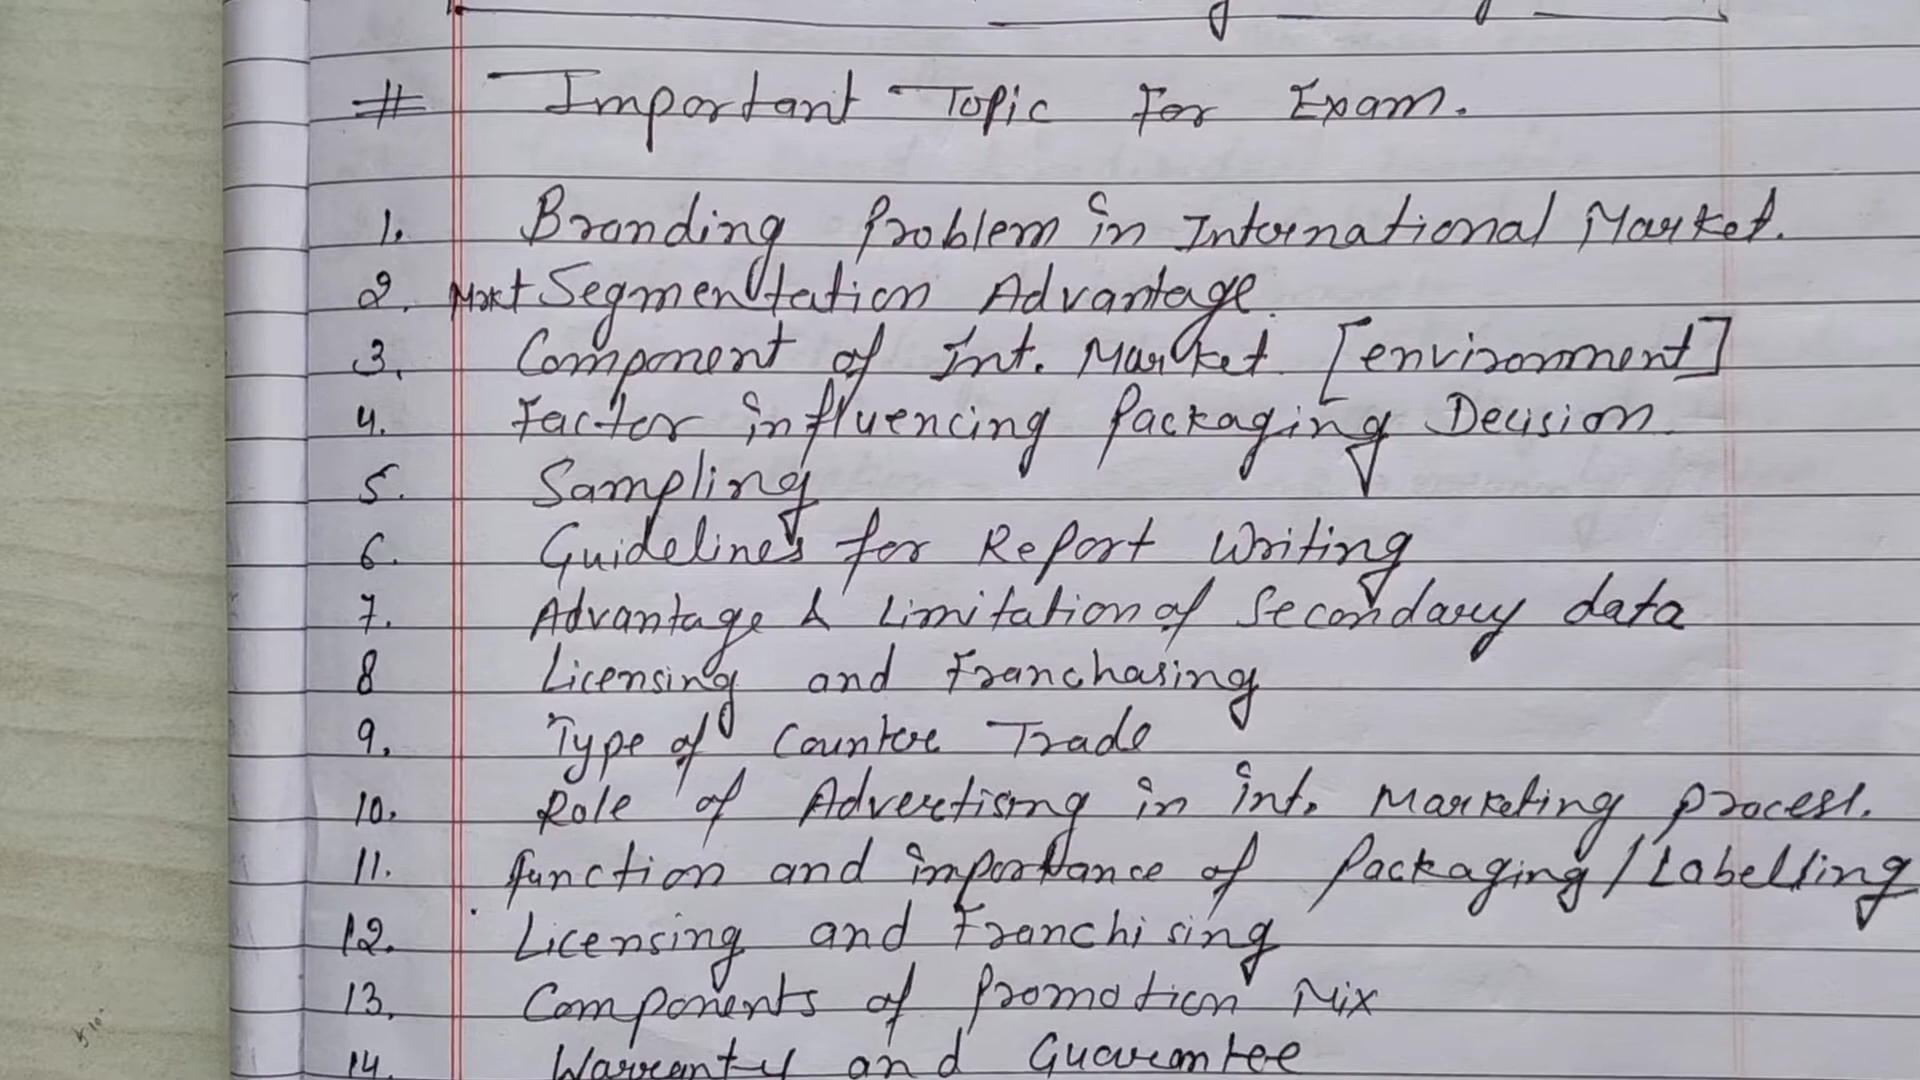 # Important Topic For Exam.
1. Branding Problem in International Market.
2. Mark​t Segmentation Advantage.
3. Component of Int. Market [environment]
4. Factor influencing Packaging Decision.
5. Sampling
6. Guidelines for Report Writing
7. Advantage & Limitation of Secondary data
8 Licensing and Franchasing
9. Type of Counter Trade
10. Role of Advertising in int. Marketing process.
11. function and importance of Packaging/Labelling
12. Licensing and Franchising
13. Components of Promotion Mix
14. Warranty and Guarantee